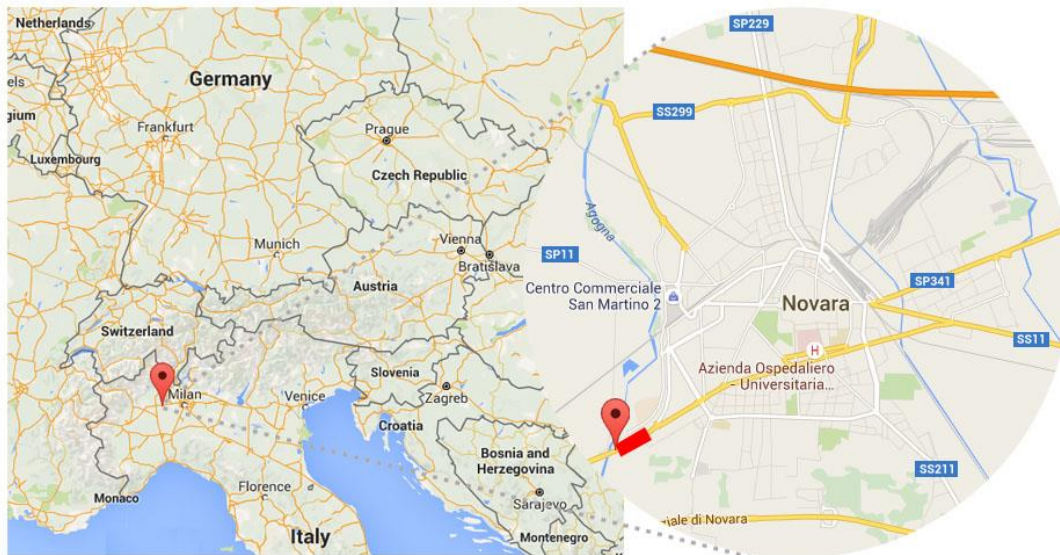 Netherlands
Germany
els
gium
Frankfurt
Prague
Luxembourg
Czech Republic
Munich
Vienna
Bratislava
Austria
Switzerland
Milan
Venice
Slovenia
Zagreb
Croatia
Bosnia and
Herzegovina
Monaco
Florence
Sarajevo
Italy
Montenegro
SP229
SS299
Agogna
SP11
Centro Commerciale
San Martino 2
Novara
SP341
SS11
H
Azienda Ospedaliero
- Universitaria...
SS211
iale di Novara